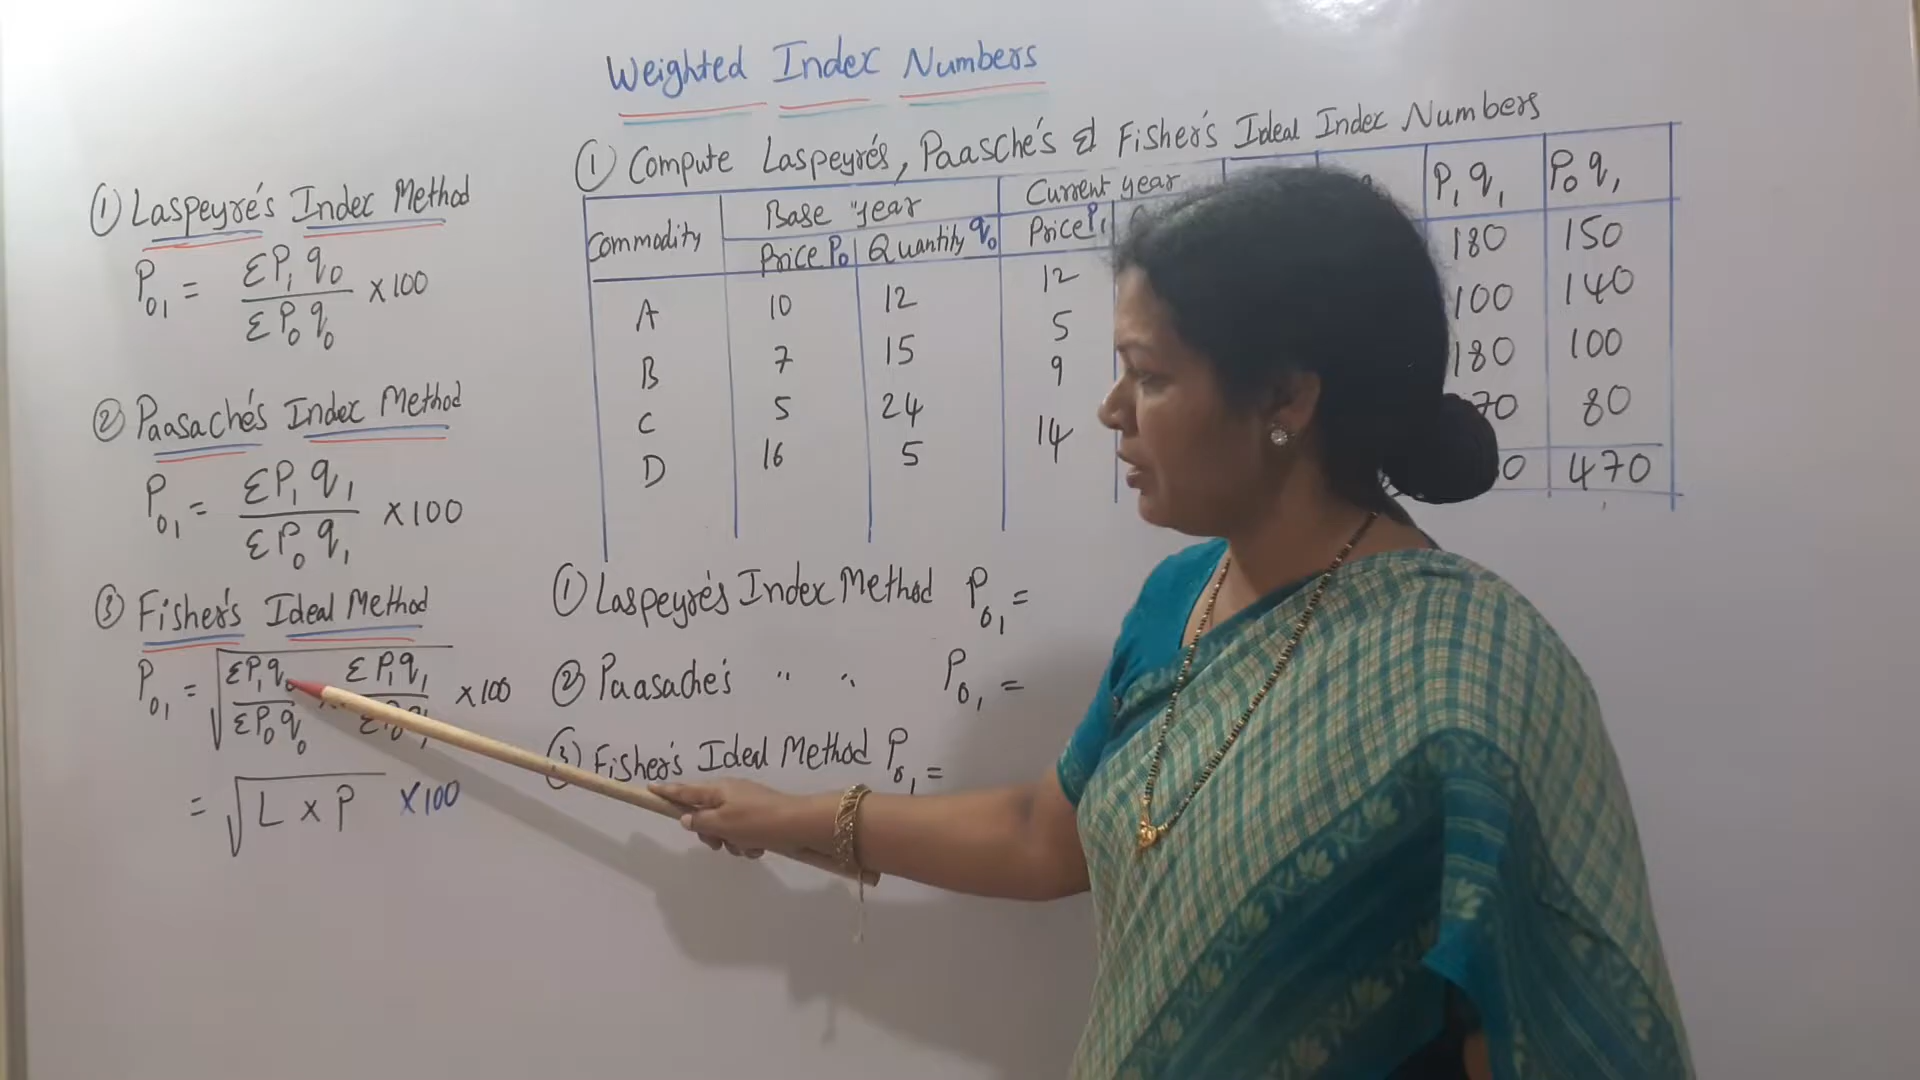 Weighted Index Numbers
① Compute Laspeyre's, Paasche's & Fisher's Ideal Index Numbers
① Laspeyre's Index Method
P₀₁ = ΣP₁q₀ / ΣP₀q₀ ×100
② Paasache's Index Method
P₀₁ = ΣP₁q₁ / ΣP₀q₁ ×100
③ Fisher's Ideal Method
P₀₁ = √ΣP₁q₀ / ΣP₀q₀ × ΣP₁q₁ / ΣP₀q₁ ×100
= √L × P ×100
Commodity Base year Current year P₁q₁ P₀q₁
Price P₀ Quantity q₀ Price P₁
A 10 12 12 180 150
B 7 15 5 100 140
C 5 24 9 180 100
D 16 5 14 70 80
470
① Laspeyre's Index Method P₀₁ =
② Paasache's " " P₀₁ =
③ Fisher's Ideal Method P₀₁ =